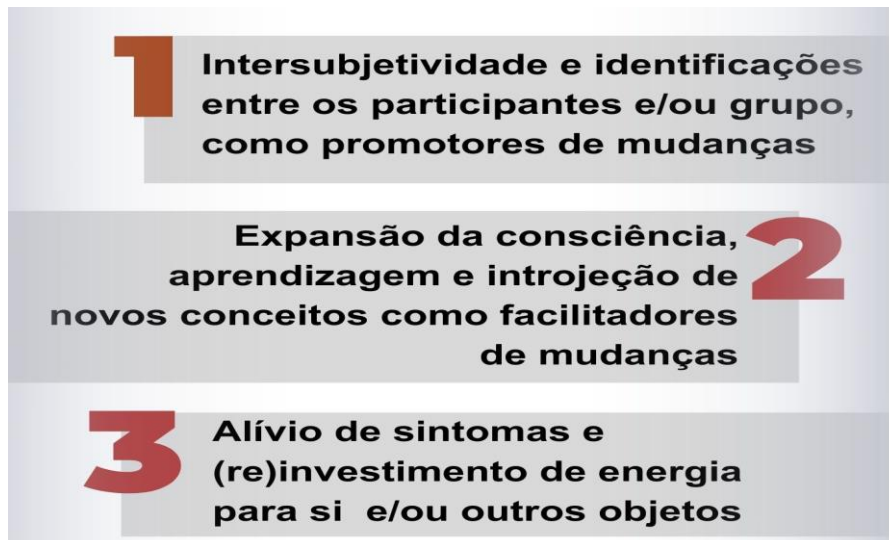 1
Intersubjetividade e identificações
entre os participantes e/ou grupo,
como promotores de mudanças
2
Expansão da consciência,
aprendizagem e introjeção de
novos conceitos como facilitadores
de mudanças
3
Alívio de sintomas e
(re)investimento de energia
para si e/ou outros objetos